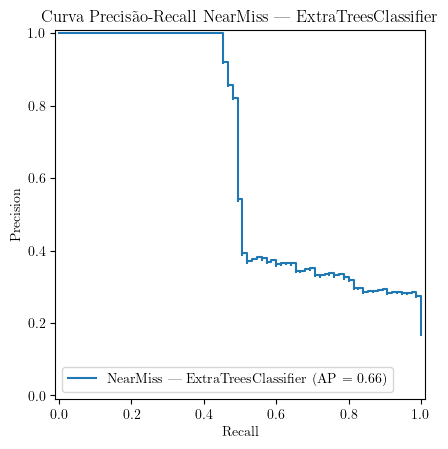 Curva Precisão-Recall NearMiss — ExtraTreesClassifier
1.0
0.8
0.6
0.4
0.2
0.0
Precision
NearMiss — ExtraTreesClassifier (AP = 0.66)
0.0 0.2 0.4 0.6 0.8 1.0
Recall